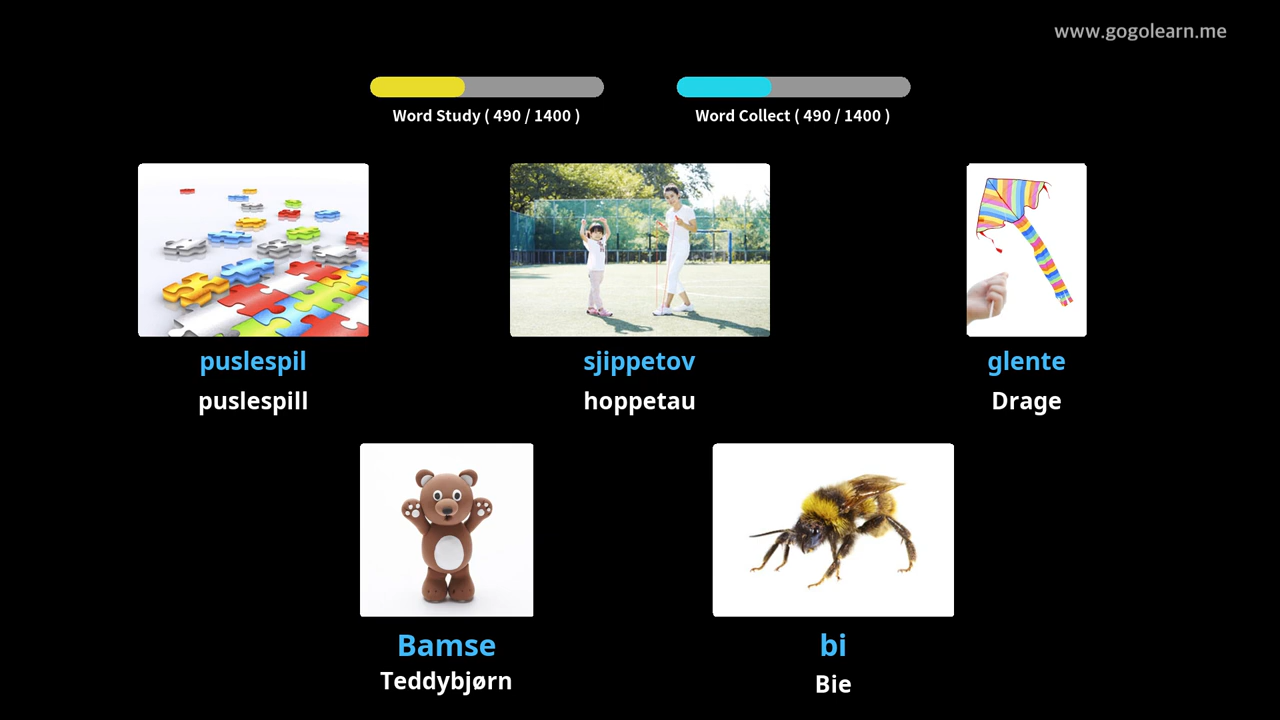 www.gogolearn.me
Word Study ( 490 / 1400 )
Word Collect ( 490 / 1400 )
puslespil
puslespill
sjippetov
hoppetau
glente
Drage
Bamse
Teddybjørn
bi
Bie